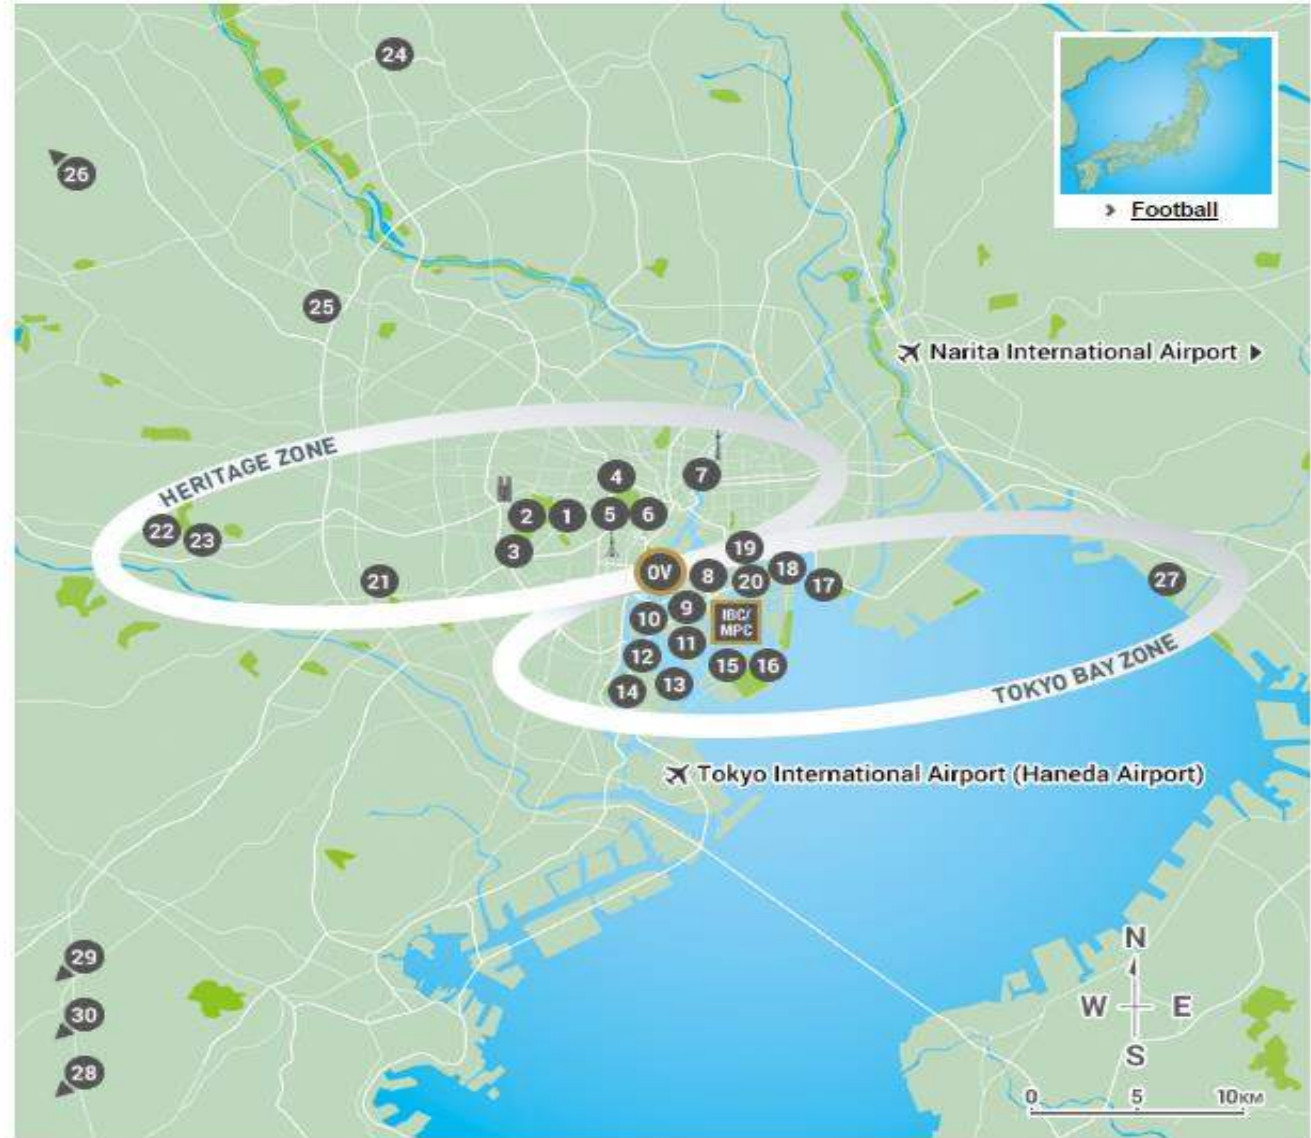 24
26
> Football
25
Narita International Airport
HERITAGE ZONE
4
7
2
1
5
6
22
23
3
19
OV
8
20
18
17
27
21
10
9
IBC/
MPC
11
12
15
16
14
13
TOKYO BAY ZONE
Tokyo International Airport (Haneda Airport)
29
30
28
N
W
E
S
0
5
10KM